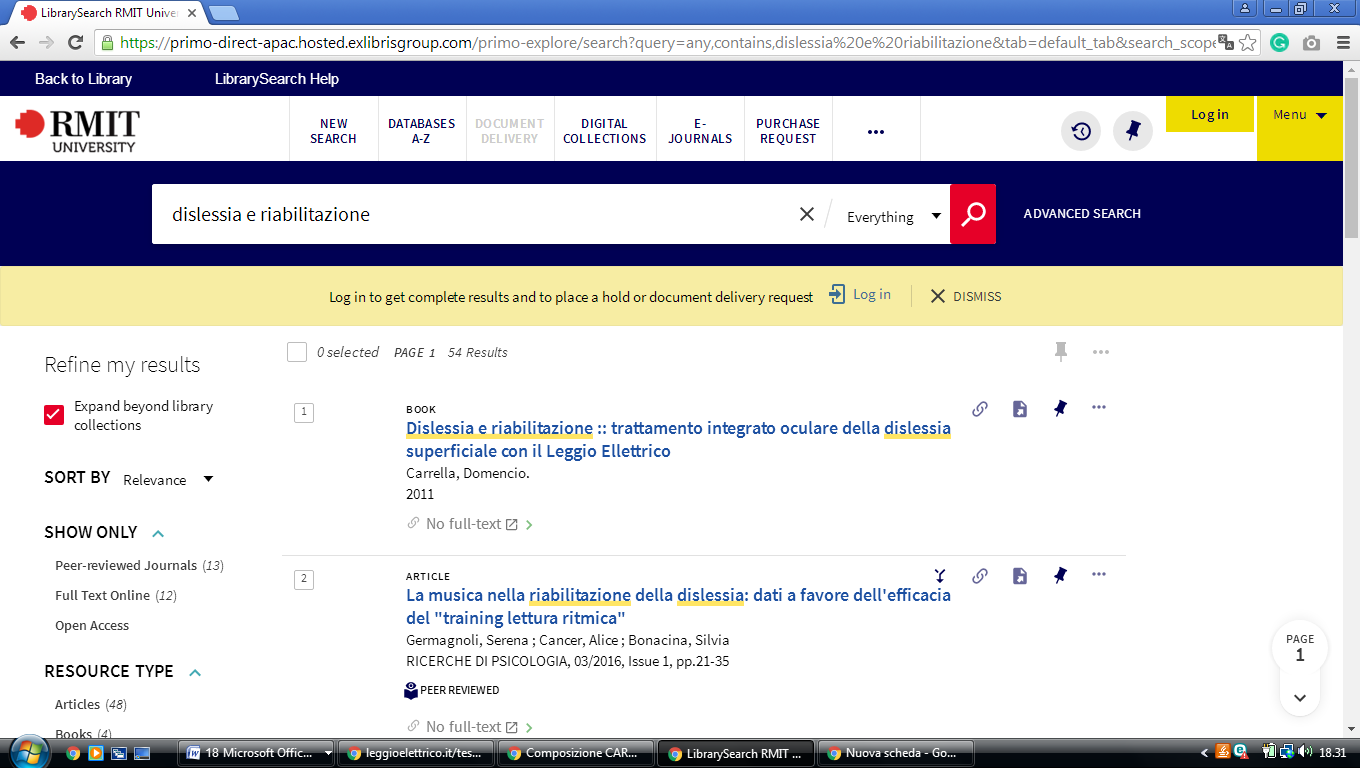 LibrarySearch RMIT Unive
https://primo-direct-apac.hosted.exlibrisgroup.com/primo-explore/search?query=any,contains,dislessia%20e%20riabilitazione&tab=default_tab&search_scope
Back to Library LibrarySearch Help
RMIT UNIVERSITY
NEW SEARCH
DATABASES A-Z
DOCUMENT DELIVERY
DIGITAL COLLECTIONS
E-JOURNALS
PURCHASE REQUEST
•••
Log in
Menu
dislessia e riabilitazione
Everything
ADVANCED SEARCH
Log in to get complete results and to place a hold or document delivery request Log in DISMISS
Refine my results
Expand beyond library
collections
SORT BY Relevance
SHOW ONLY
Peer-reviewed Journals (13)
Full Text Online (12)
Open Access
RESOURCE TYPE
Articles (48)
Books (4)
0 selected PAGE 1 54 Results
1
BOOK
Dislessia e riabilitazione :: trattamento integrato oculare della dislessia
superficiale con il Leggio Ellettrico
Carrella, Domencio.
2011
No full-text
2
ARTICLE
La musica nella riabilitazione della dislessia: dati a favore dell'efficacia
del "training lettura ritmica"
Germagnoli, Serena ; Cancer, Alice ; Bonacina, Silvia
RICERCHE DI PSICOLOGIA, 03/2016, Issue 1, pp.21-35
PEER REVIEWED
No full-text
PAGE
1
18 Microsoft Offic...
leggioelettrico.it/tes...
Composizione CAR...
LibrarySearch RMIT ...
Nuova scheda - Go...
18.31